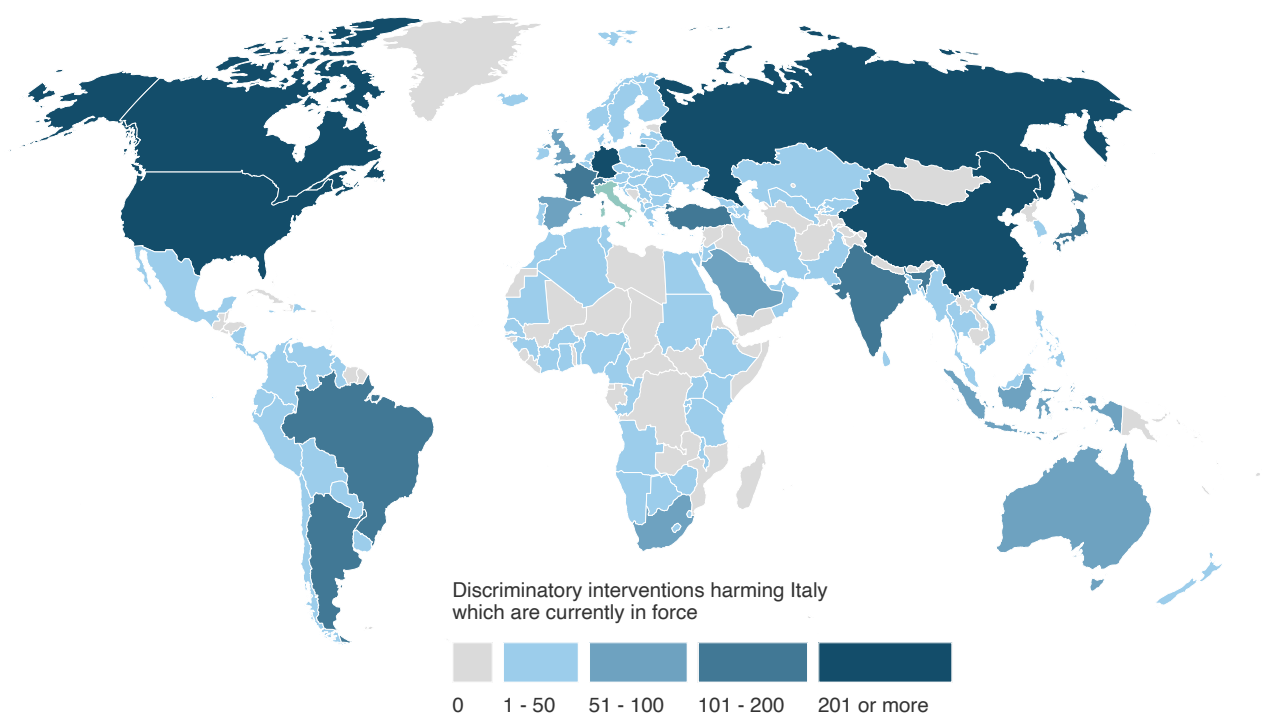 Discriminatory interventions harming Italy
which are currently in force
0 1 - 50 51 - 100 101 - 200 201 or more